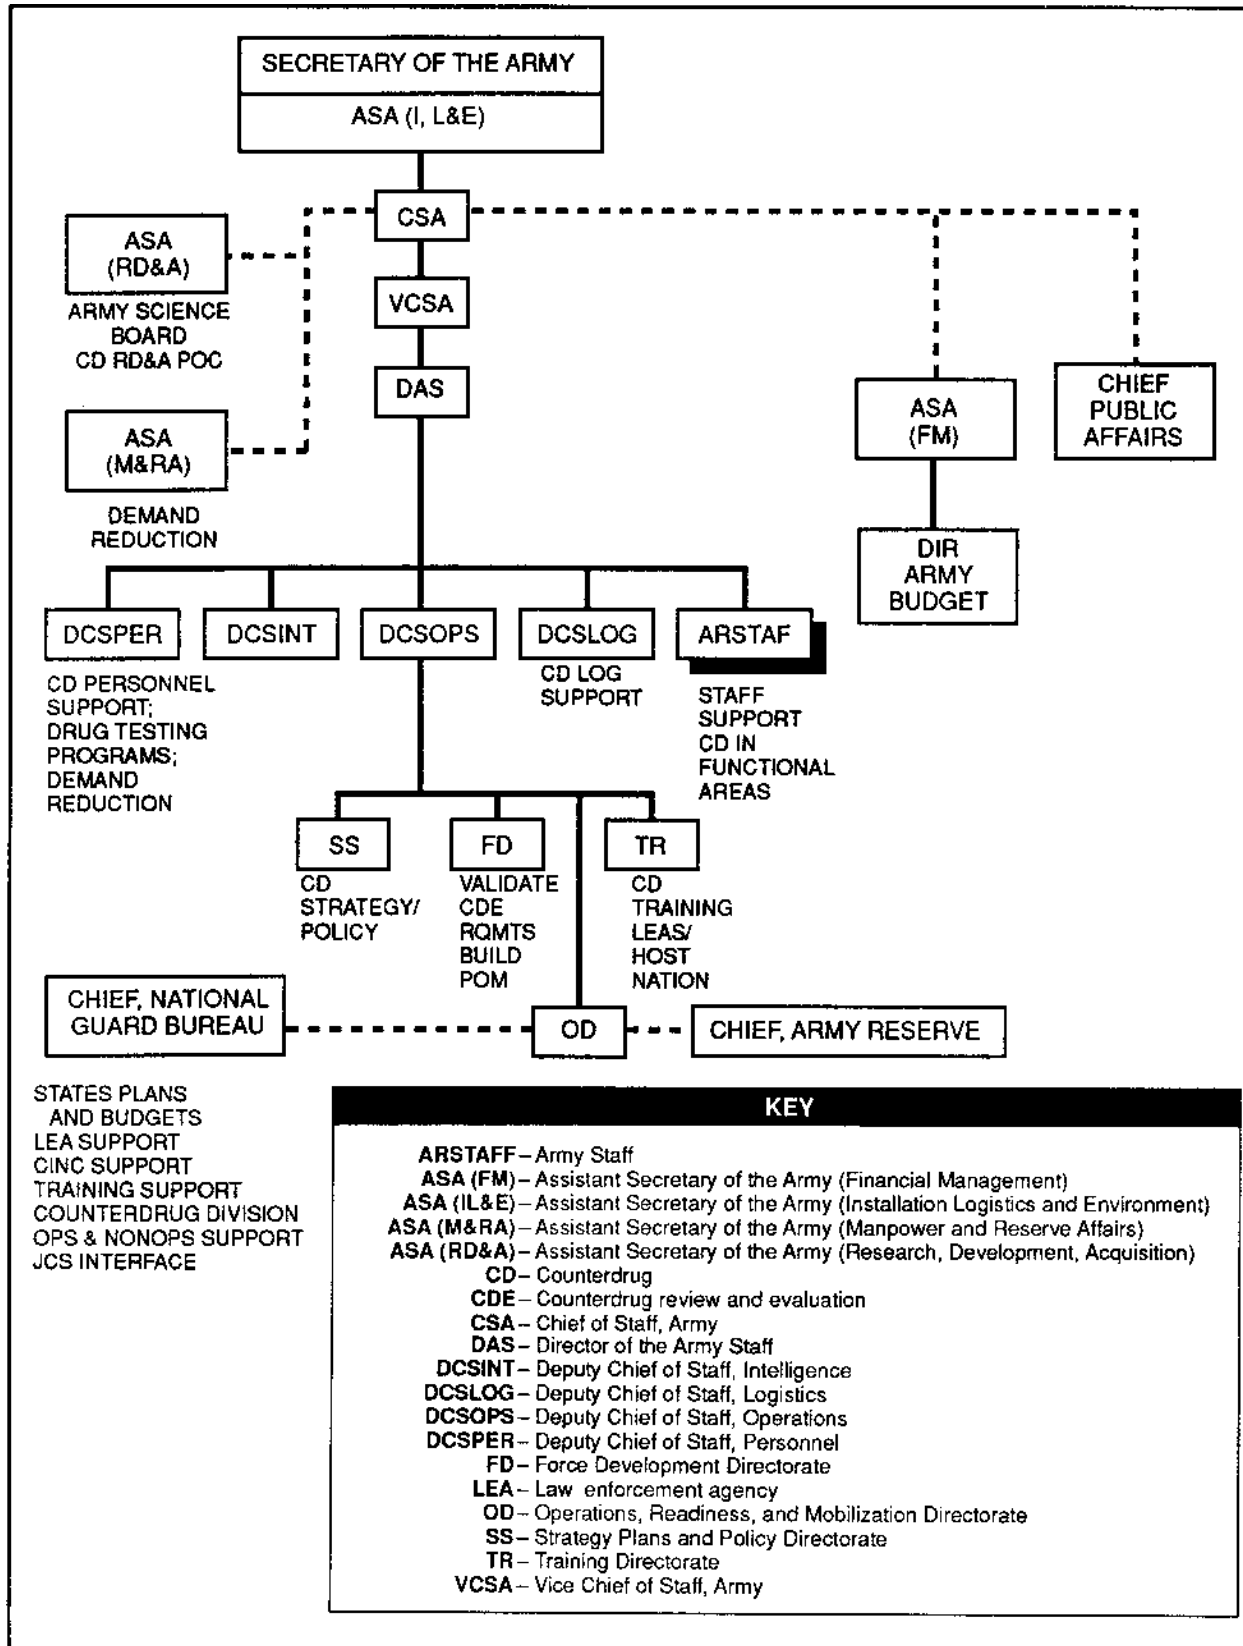 SECRETARY OF THE ARMY
ASA (I, L&E)
CSA
ASA
(RD&A)
ARMY SCIENCE
BOARD
CD RD&A POC
VCSA
DAS
ASA
(M&RA)
DEMAND
REDUCTION
ASA
(FM)
CHIEF
PUBLIC
AFFAIRS
DIR
ARMY
BUDGET
DCSPER
CD PERSONNEL
SUPPORT;
DRUG TESTING
PROGRAMS;
DEMAND
REDUCTION
DCSINT
DCSOPS
DCSLOG
CD LOG
SUPPORT
ARSTAF
STAFF
SUPPORT
CD IN
FUNCTIONAL
AREAS
SS
CD
STRATEGY/
POLICY
FD
VALIDATE
CDE
RQMTS
BUILD
POM
TR
CD
TRAINING
LEAS/
HOST
NATION
CHIEF, NATIONAL
GUARD BUREAU
OD
CHIEF, ARMY RESERVE
STATES PLANS
AND BUDGETS
LEA SUPPORT
CINC SUPPORT
TRAINING SUPPORT
COUNTERDRUG DIVISION
OPS & NONOPS SUPPORT
JCS INTERFACE
KEY
ARSTAFF – Army Staff
ASA (FM) – Assistant Secretary of the Army (Financial Management)
ASA (IL&E) – Assistant Secretary of the Army (Installation Logistics and Environment)
ASA (M&RA) – Assistant Secretary of the Army (Manpower and Reserve Affairs)
ASA (RD&A) – Assistant Secretary of the Army (Research, Development, Acquisition)
CD – Counterdrug
CDE – Counterdrug review and evaluation
CSA – Chief of Staff, Army
DAS – Director of the Army Staff
DCSINT – Deputy Chief of Staff, Intelligence
DCSLOG – Deputy Chief of Staff, Logistics
DCSOPS – Deputy Chief of Staff, Operations
DCSPER – Deputy Chief of Staff, Personnel
FD – Force Development Directorate
LEA – Law enforcement agency
OD – Operations, Readiness, and Mobilization Directorate
SS – Strategy Plans and Policy Directorate
TR – Training Directorate
VCSA – Vice Chief of Staff, Army